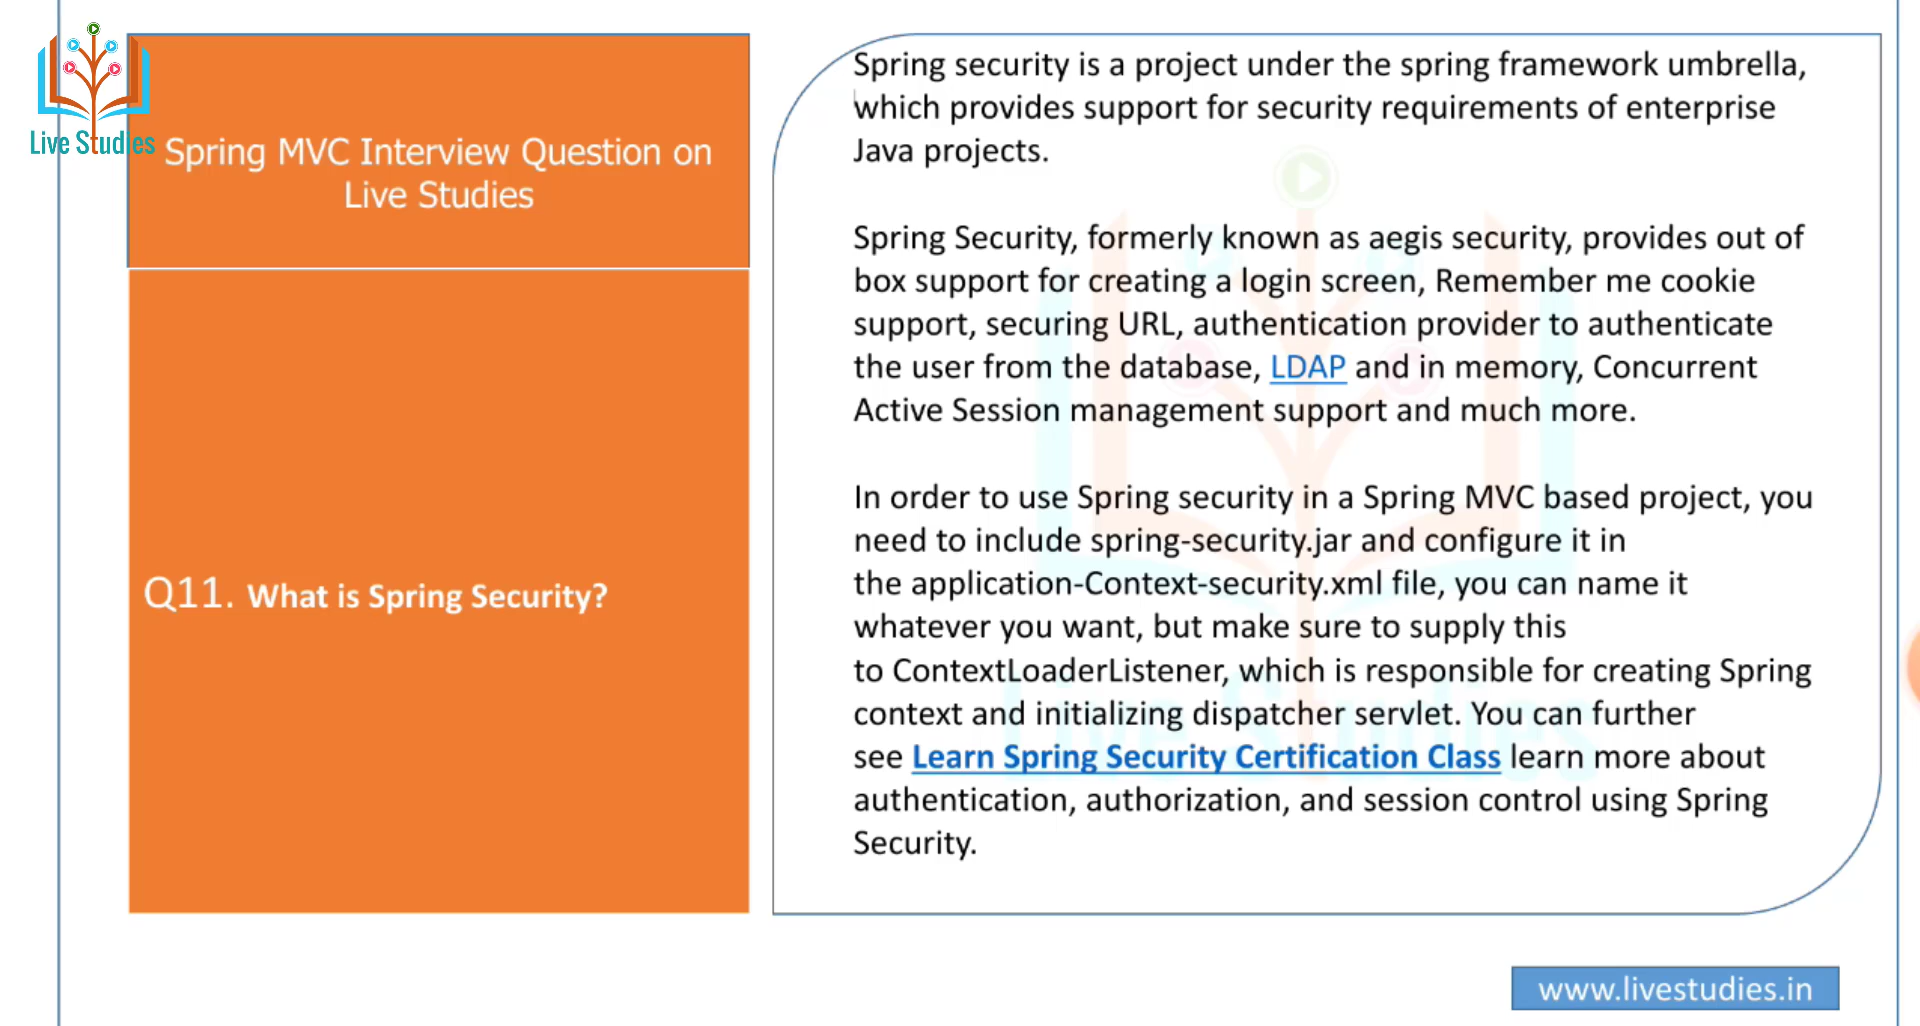 Live Studies
Spring MVC Interview Question on
Live Studies
Q11. What is Spring Security?
Spring security is a project under the spring framework umbrella,
which provides support for security requirements of enterprise
Java projects.
Spring Security, formerly known as aegis security, provides out of
box support for creating a login screen, Remember me cookie
support, securing URL, authentication provider to authenticate
the user from the database, LDAP and in memory, Concurrent
Active Session management support and much more.
In order to use Spring security in a Spring MVC based project, you
need to include spring-security.jar and configure it in
the application-Context-security.xml file, you can name it
whatever you want, but make sure to supply this
to ContextLoaderListener, which is responsible for creating Spring
context and initializing dispatcher servlet. You can further
see Learn Spring Security Certification Class learn more about
authentication, authorization, and session control using Spring
Security.
Live Studies
www.livestudies.in